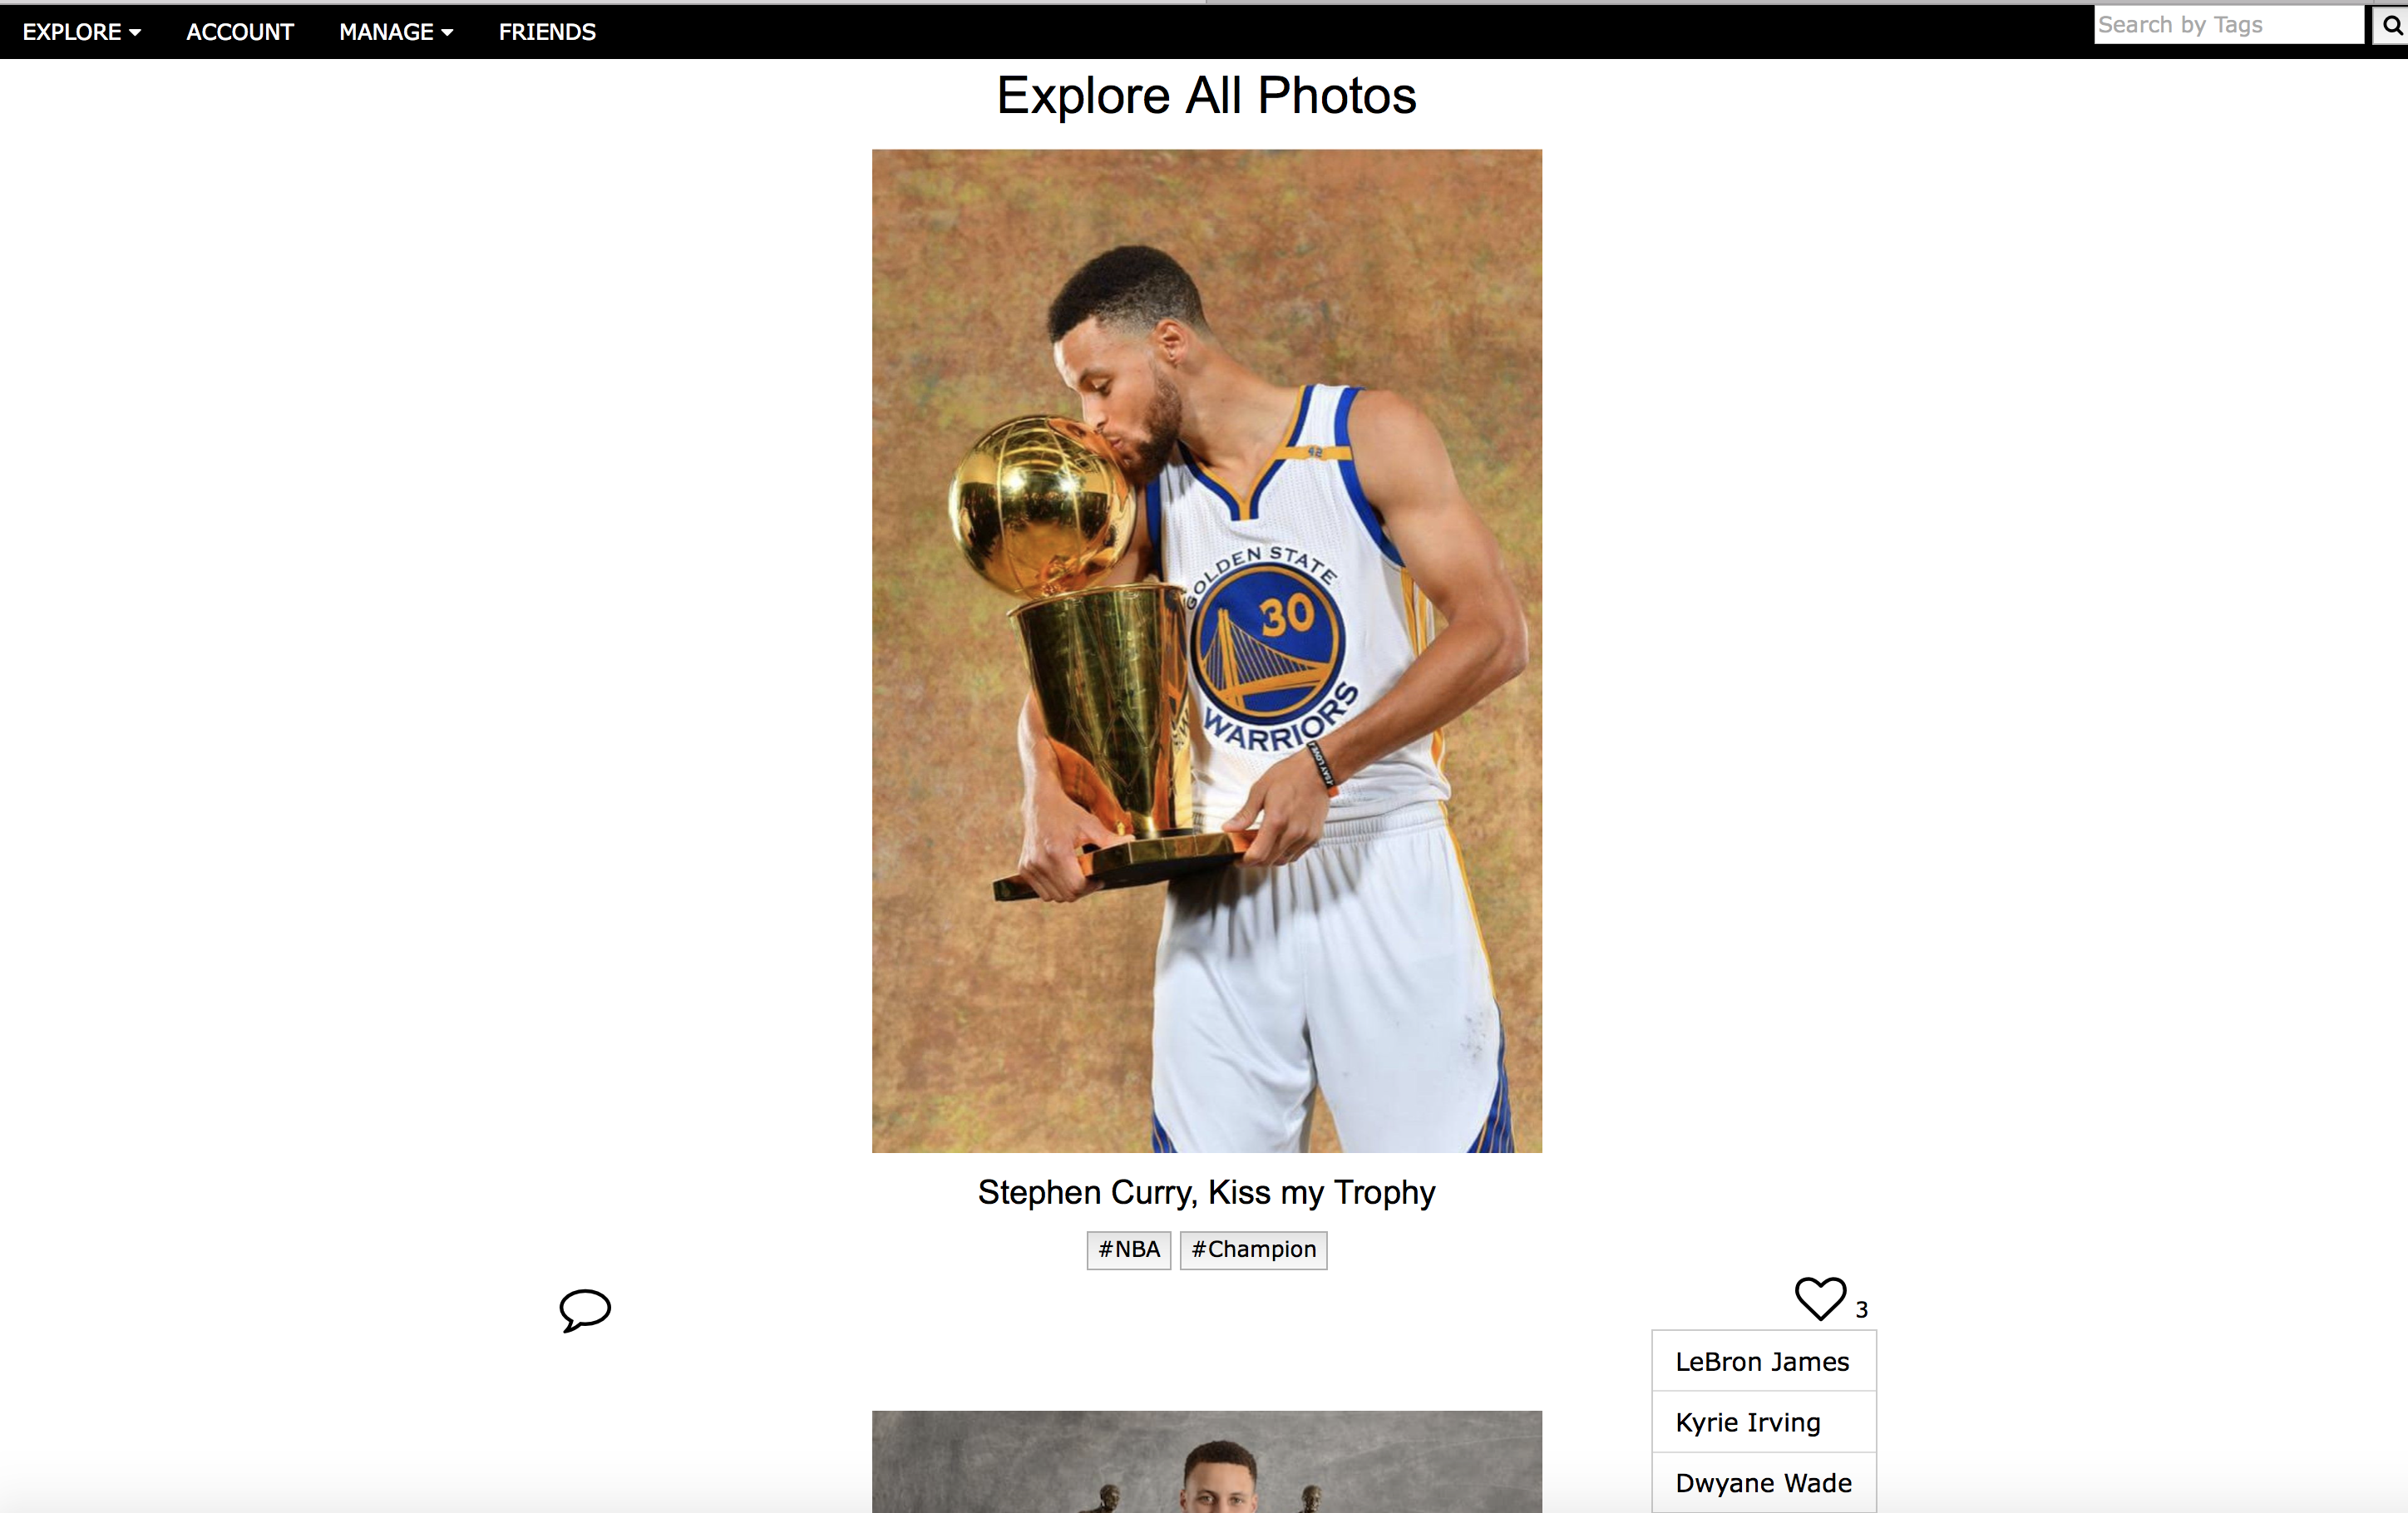 EXPLORE ACCOUNT MANAGE FRIENDS Search by Tags
Explore All Photos
42
GOLDEN STATE
30
WARRIORS
Stephen Curry, Kiss my Trophy
#NBA #Champion
3
LeBron James
Kyrie Irving
Dwyane Wade